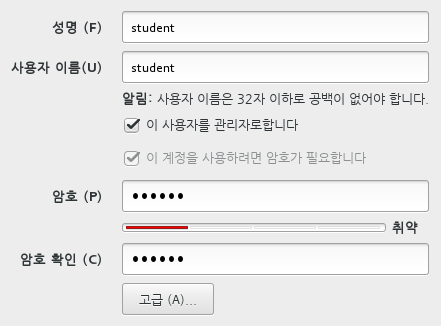 성명 (F)
student
사용자 이름(U)
student
알림: 사용자 이름은 32자 이하로 공백이 없어야 합니다.
이 사용자를 관리자로합니다
이 계정을 사용하려면 암호가 필요합니다
암호 (P)
••••••
취약
암호 확인 (C)
••••••
고급 (A)...